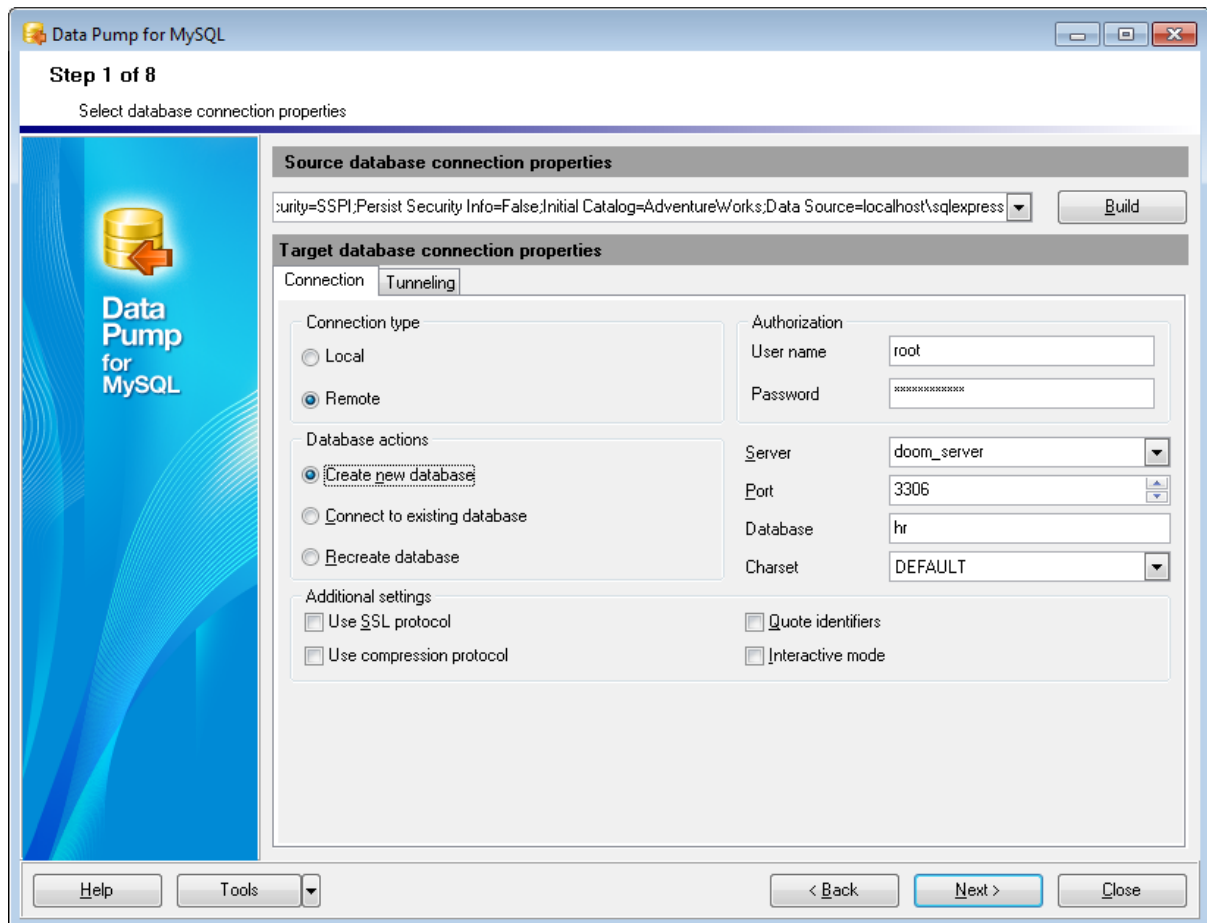 Data Pump for MySQL
Step 1 of 8
Select database connection properties
Data
Pump
for
MySQL
Source database connection properties
:urity=SSPI;Persist Security Info=False;Initial Catalog=AdventureWorks;Data Source=localhost\sqlexpress
Build
Target database connection properties
Connection Tunneling
Connection type
Local
Remote
Authorization
User name root
Password ************
Database actions
Create new database
Connect to existing database
Recreate database
Server doom_server
Port 3306
Database hr
Charset DEFAULT
Additional settings
Use SSL protocol
Use compression protocol
Quote identifiers
Interactive mode
Help Tools < Back Next > Close